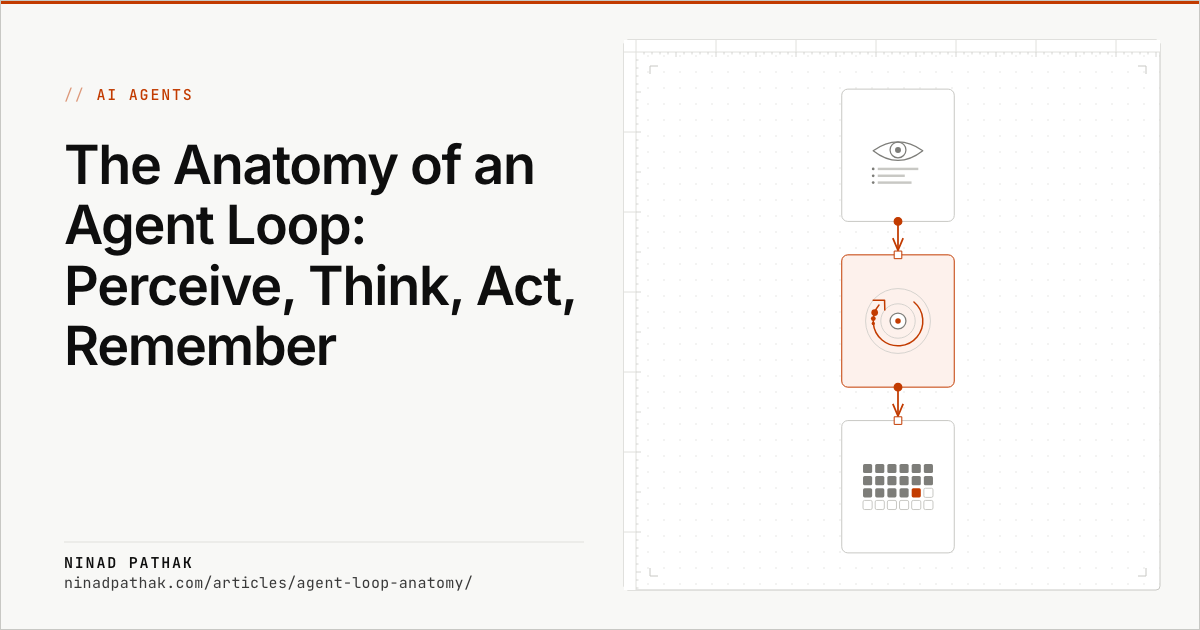 // AI AGENTS
The Anatomy of an
Agent Loop:
Perceive, Think, Act,
Remember
NINAD PATHAK
ninadpathak.com/articles/agent-loop-anatomy/